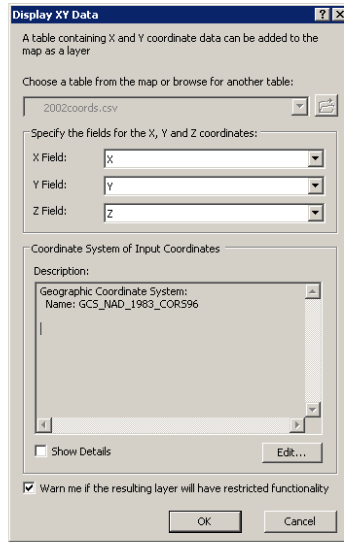 Display XY Data
A table containing X and Y coordinate data can be added to the
map as a layer
Choose a table from the map or browse for another table:
2002coords.csv
Specify the fields for the X, Y and Z coordinates:
X Field:
X
Y Field:
Y
Z Field:
Z
Coordinate System of Input Coordinates
Description:
Geographic Coordinate System:
Name: GCS_NAD_1983_CORS96
Show Details
Edit...
Warn me if the resulting layer will have restricted functionality
OK
Cancel